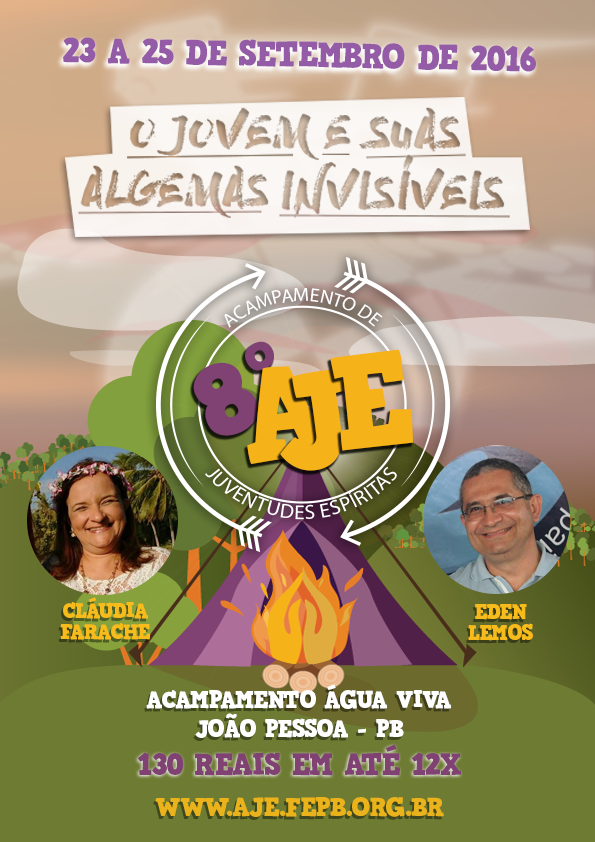 23 A 25 DE SETEMBRO DE 2016
O JOVEM E SUAS
ALGEMAS INVISÍVEIS
ACAMPAMENTO DE
8º AJE
JUVENTUDES ESPÍRITAS
CLÁUDIA
FARACHE
EDEN
LEMOS
ACAMPAMENTO ÁGUA VIVA
JOÃO PESSOA - PB
130 REAIS EM ATÉ 12X
WWW.AJE.FEPB.ORG.BR